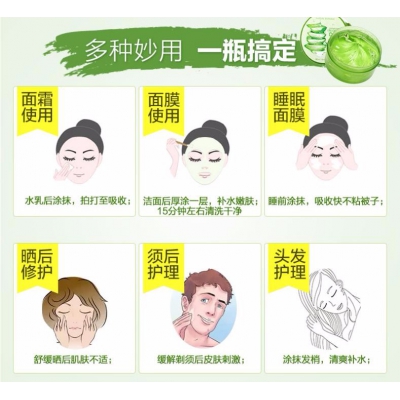 多种妙用 一瓶搞定
面霜
使用
面膜
使用
睡眠
面膜
水乳后涂抹，拍打至吸收；
洁面后厚涂一层，补水嫩肤；
15分钟左右清洗干净
睡前涂抹，吸收快不粘被子；
晒后
修护
须后
护理
头发
护理
舒缓晒后肌肤不适；
缓解剃须后皮肤刺激；
涂抹发梢，清爽补水；